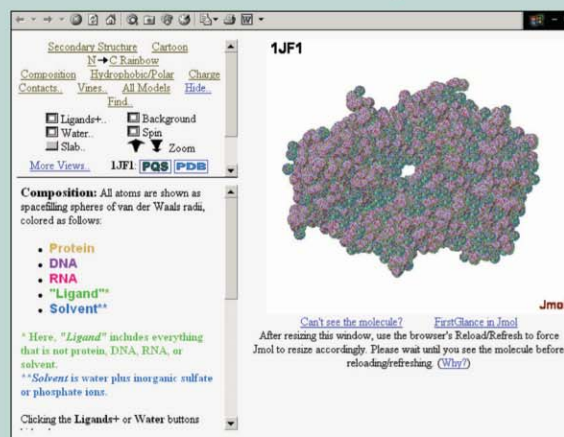 Secondary Structure Cartoon
N→C Rainbow
Composition Hydrophobic/Polar Charge
Contacts.. Vines.. All Models Hide..
Find..
Ligands+.. Background
Water.. Spin
Slab.. Zoom
More Views.. 1JF1: PQS PDB
Composition: All atoms are shown as
spacefilling spheres of van der Waals radii,
colored as follows:
• Protein
• DNA
• RNA
• "Ligand"*
• Solvent**
* Here, "Ligand" includes everything
that is not protein, DNA, RNA, or
solvent.
**Solvent is water plus inorganic sulfate
or phosphate ions.
Clicking the Ligands+ or Water buttons
1JF1
Jmol
Can't see the molecule? FirstGlance in Jmol
After resizing this window, use the browser's Reload/Refresh to force
Jmol to resize accordingly. Please wait until you see the molecule before
reloading/refreshing. (Why?)